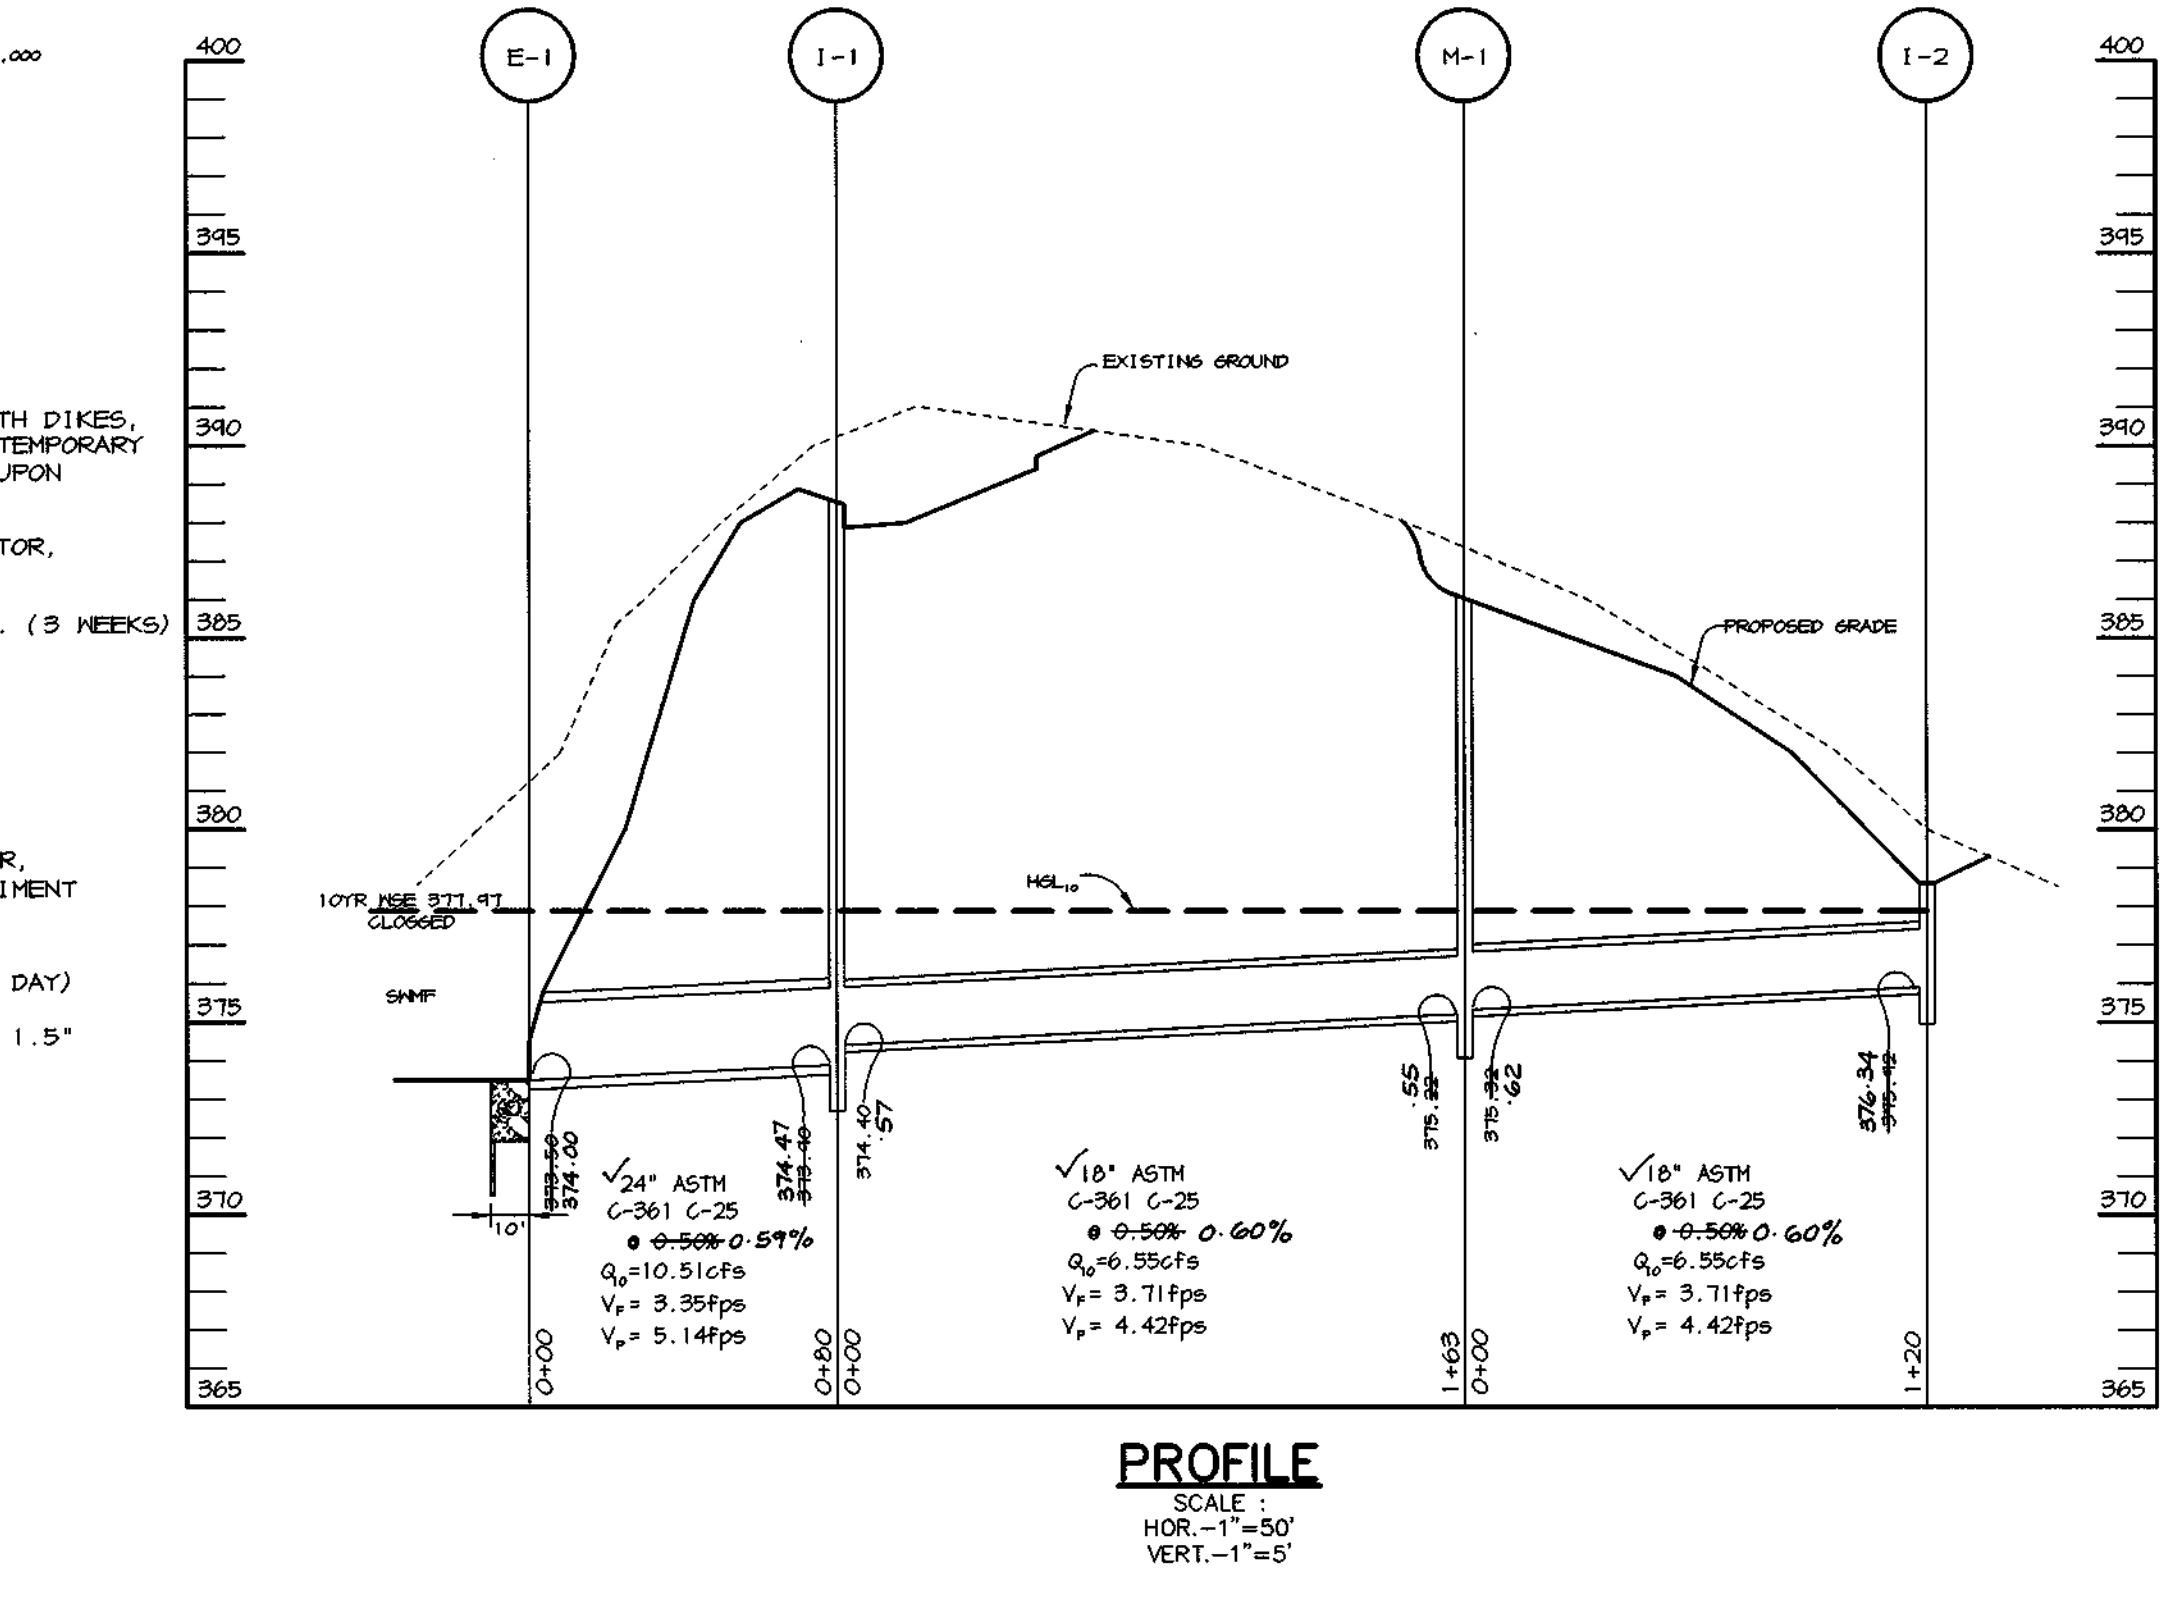 .000
TH DIKES,
TEMPORARY
UPON
TOR,
. (3 WEEKS)
R,
IMENT
DAY)
1.5"
E-1
I-1
M-1
I-2
400
395
390
385
380
375
370
365
400
395
390
385
380
375
370
365
EXISTING GROUND
PROPOSED GRADE
HGL10
10YR WSE 377.97
CLOGGED
SWMF
10'
373.50
374.00
374.47
373.90
374.40
.57
.55
375.22
375.32
.62
376.34
375.92
24" ASTM
C-361 C-25
@ 0.50% 0.59%
Q10=10.51cfs
VF= 3.35fps
VP= 5.14fps
18" ASTM
C-361 C-25
@ 0.50% 0.60%
Q10=6.55cfs
VF= 3.71fps
VP= 4.42fps
18" ASTM
C-361 C-25
@ 0.50% 0.60%
Q10=6.55cfs
VF= 3.71fps
VP= 4.42fps
0+00
0+80
0+00
1+63
0+00
1+20
PROFILE
SCALE :
HOR.-1"=50'
VERT.-1"=5'